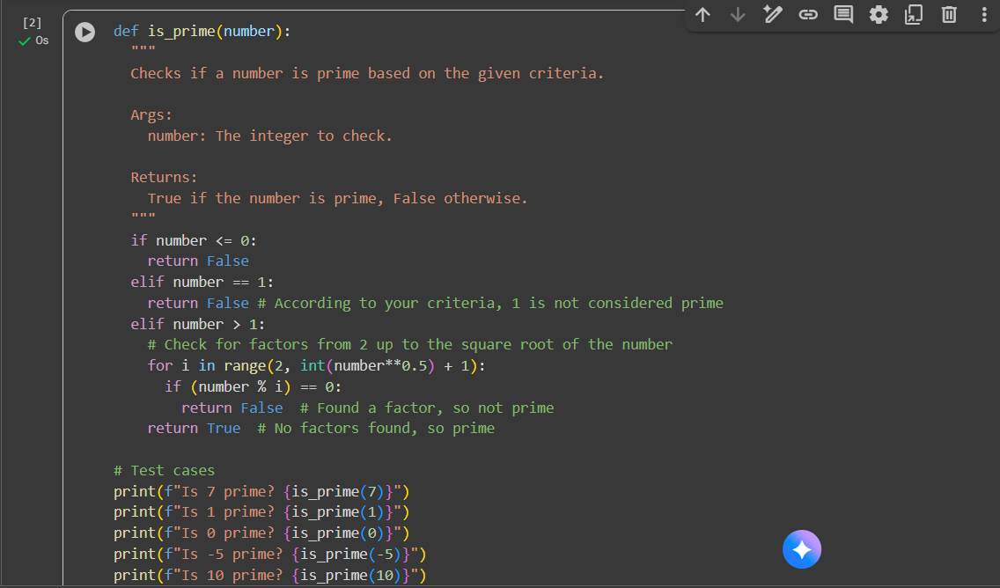 [2]
0s
def is_prime(number):
"""
Checks if a number is prime based on the given criteria.
Args:
number: The integer to check.
Returns:
True if the number is prime, False otherwise.
"""
if number <= 0:
return False
elif number == 1:
return False # According to your criteria, 1 is not considered prime
elif number > 1:
# Check for factors from 2 up to the square root of the number
for i in range(2, int(number**0.5) + 1):
if (number % i) == 0:
return False  # Found a factor, so not prime
return True  # No factors found, so prime
# Test cases
print(f"Is 7 prime? {is_prime(7)}")
print(f"Is 1 prime? {is_prime(1)}")
print(f"Is 0 prime? {is_prime(0)}")
print(f"Is -5 prime? {is_prime(-5)}")
print(f"Is 10 prime? {is_prime(10)}")